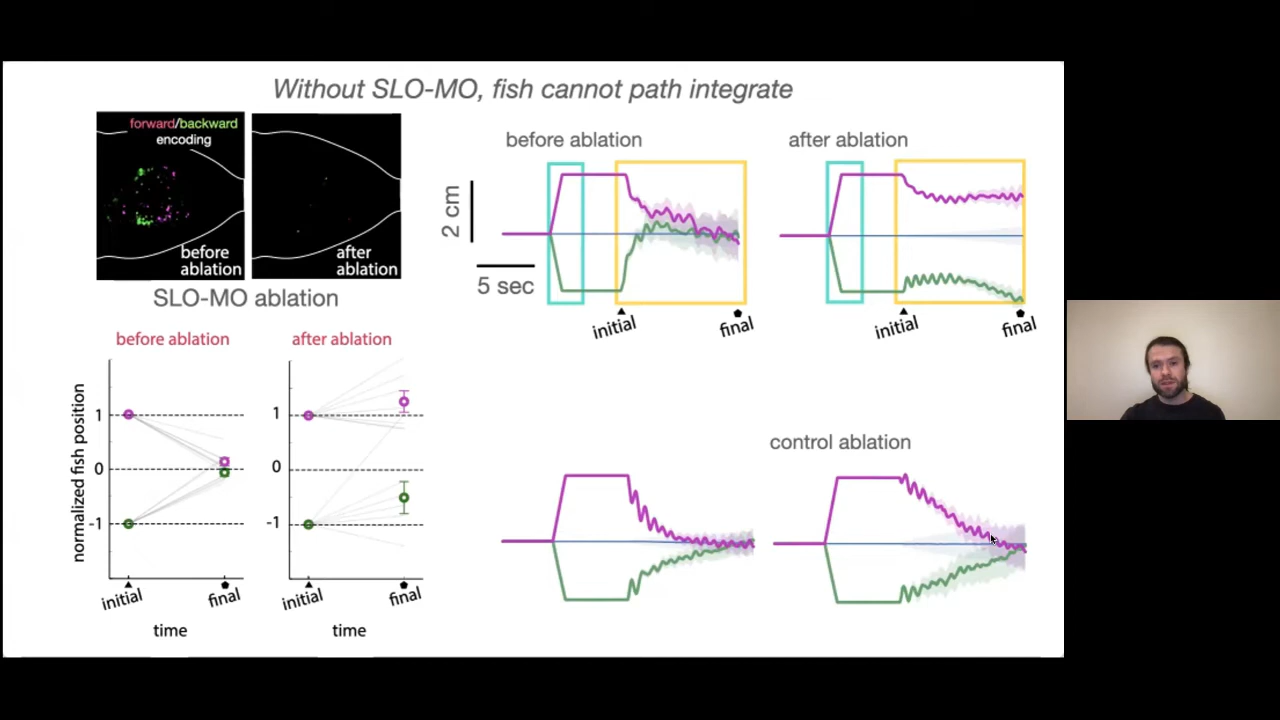 Without SLO-MO, fish cannot path integrate
forward/backward
encoding
before
ablation
after
ablation
SLO-MO ablation
before ablation
after ablation
normalized fish position
1
0
-1
initial
final
time
1
0
-1
initial
final
time
before ablation
after ablation
2 cm
5 sec
initial
final
initial
final
control ablation